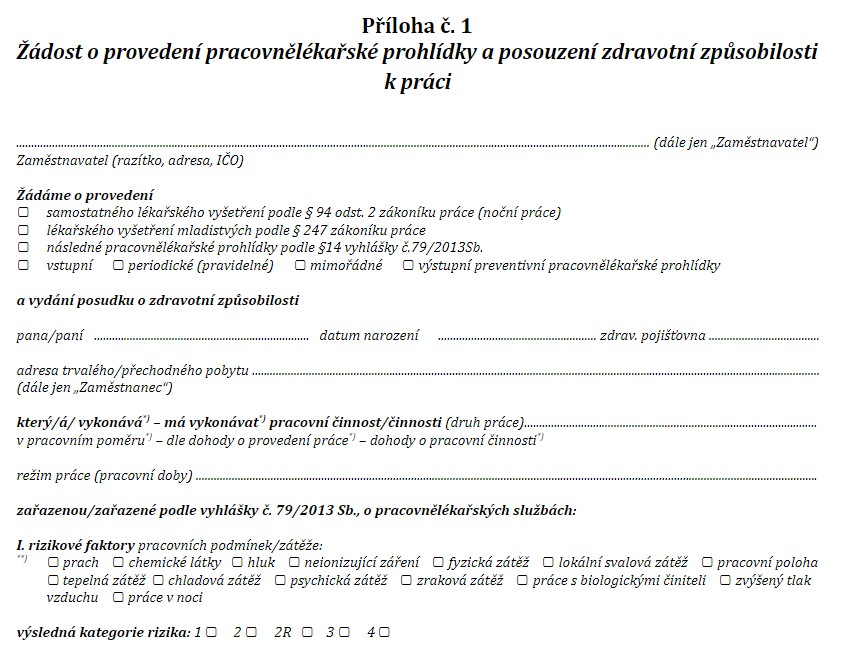 Příloha č. 1
Žádost o provedení pracovnělékařské prohlídky a posouzení zdravotní způsobilosti
k práci
........................................................................................................................ (dále jen „Zaměstnavatel“)
Zaměstnavatel (razítko, adresa, IČO)
Žádáme o provedení
☐ samostatného lékařského vyšetření podle § 94 odst. 2 zákoníku práce (noční práce)
☐ lékařského vyšetření mladistvých podle § 247 zákoníku práce
☐ následné pracovnělékařské prohlídky podle §14 vyhlášky č.79/2013Sb.
☐ vstupní ☐ periodické (pravidelné) ☐ mimořádné ☐ výstupní preventivní pracovnělékařské prohlídky
a vydání posudku o zdravotní způsobilosti
pana/paní ........................................ datum narození ........................................ zdrav. pojišťovna ..............................
adresa trvalého/přechodného pobytu ........................................................................................................................
(dále jen „Zaměstnanec“)
který/á/ vykonává*) – má vykonávat*) pracovní činnost/činnosti (druh práce)............................................................
v pracovním poměru*) – dle dohody o provedení práce*) – dohody o pracovní činnosti*)
režim práce (pracovní doby) ........................................................................................................................
zařazenou/zařazené podle vyhlášky č. 79/2013 Sb., o pracovnělékařských službách:
I. rizikové faktory pracovních podmínek/zátěže:
**) ☐ prach ☐ chemické látky ☐ hluk ☐ neionizující záření ☐ fyzická zátěž ☐ lokální svalová zátěž ☐ pracovní poloha
☐ tepelná zátěž ☐ chladová zátěž ☐ psychická zátěž ☐ zraková zátěž ☐ práce s biologickými činiteli ☐ zvýšený tlak
vzduchu ☐ práce v noci
výsledná kategorie rizika: 1 ☐ 2 ☐ 2R ☐ 3 ☐ 4 ☐